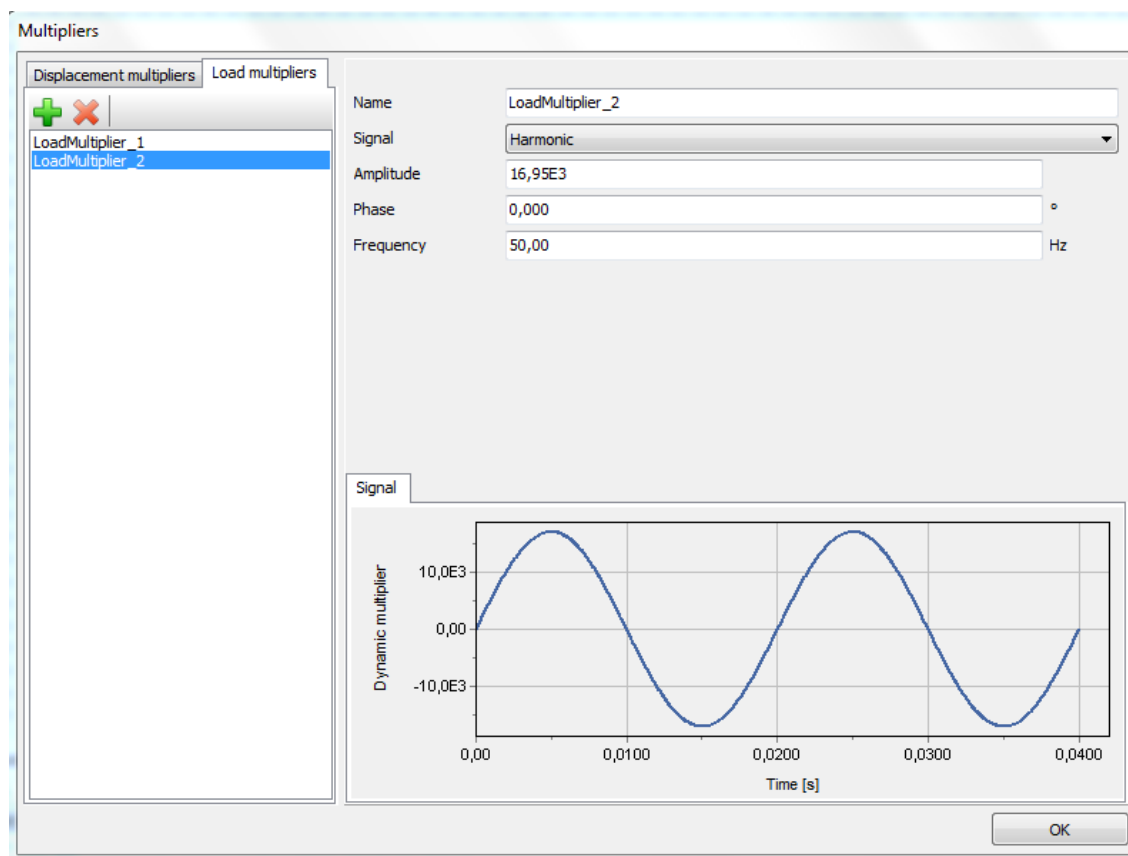 Multipliers
Displacement multipliers
Load multipliers
LoadMultiplier_1
LoadMultiplier_2
Name
LoadMultiplier_2
Signal
Harmonic
Amplitude
16,95E3
Phase
0,000
°
Frequency
50,00
Hz
Signal
Dynamic multiplier
10,0E3
0,00
-10,0E3
0,00
0,0100
0,0200
0,0300
0,0400
Time [s]
OK